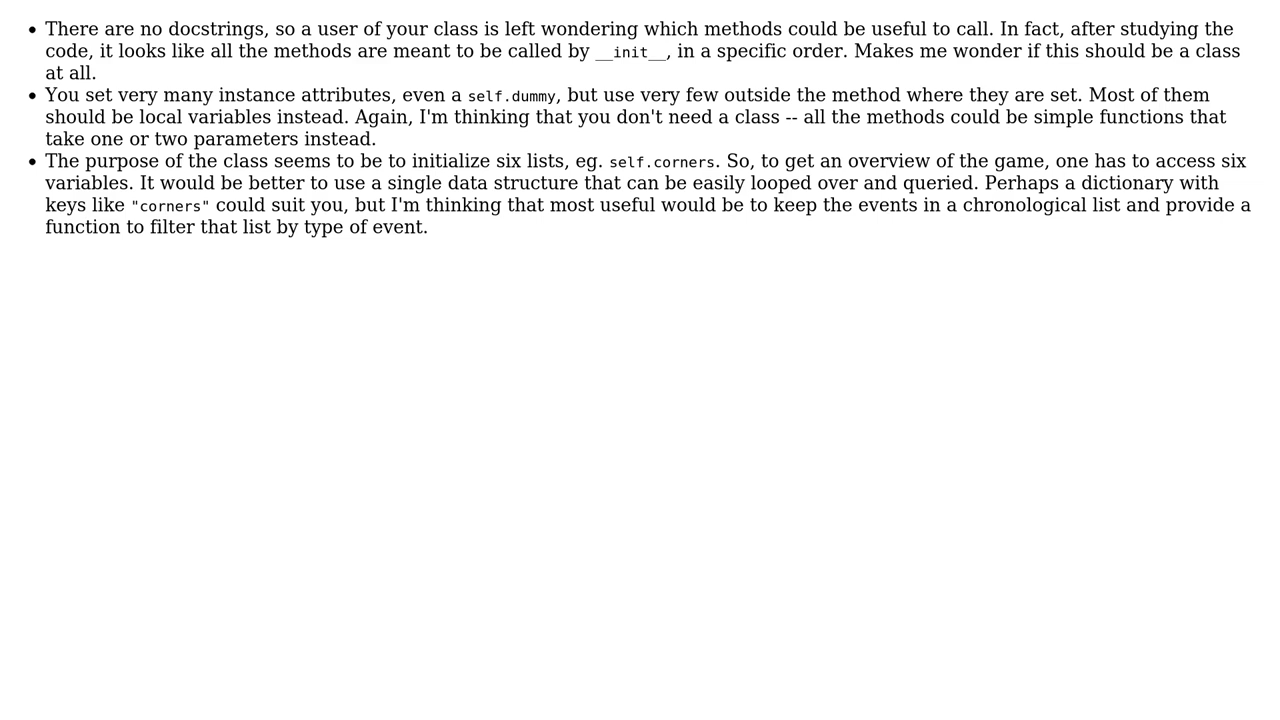 • There are no docstrings, so a user of your class is left wondering which methods could be useful to call. In fact, after studying the
code, it looks like all the methods are meant to be called by __init__, in a specific order. Makes me wonder if this should be a class
at all.
• You set very many instance attributes, even a self.dummy, but use very few outside the method where they are set. Most of them
should be local variables instead. Again, I'm thinking that you don't need a class -- all the methods could be simple functions that
take one or two parameters instead.
• The purpose of the class seems to be to initialize six lists, eg. self.corners. So, to get an overview of the game, one has to access six
variables. It would be better to use a single data structure that can be easily looped over and queried. Perhaps a dictionary with
keys like "corners" could suit you, but I'm thinking that most useful would be to keep the events in a chronological list and provide a
function to filter that list by type of event.